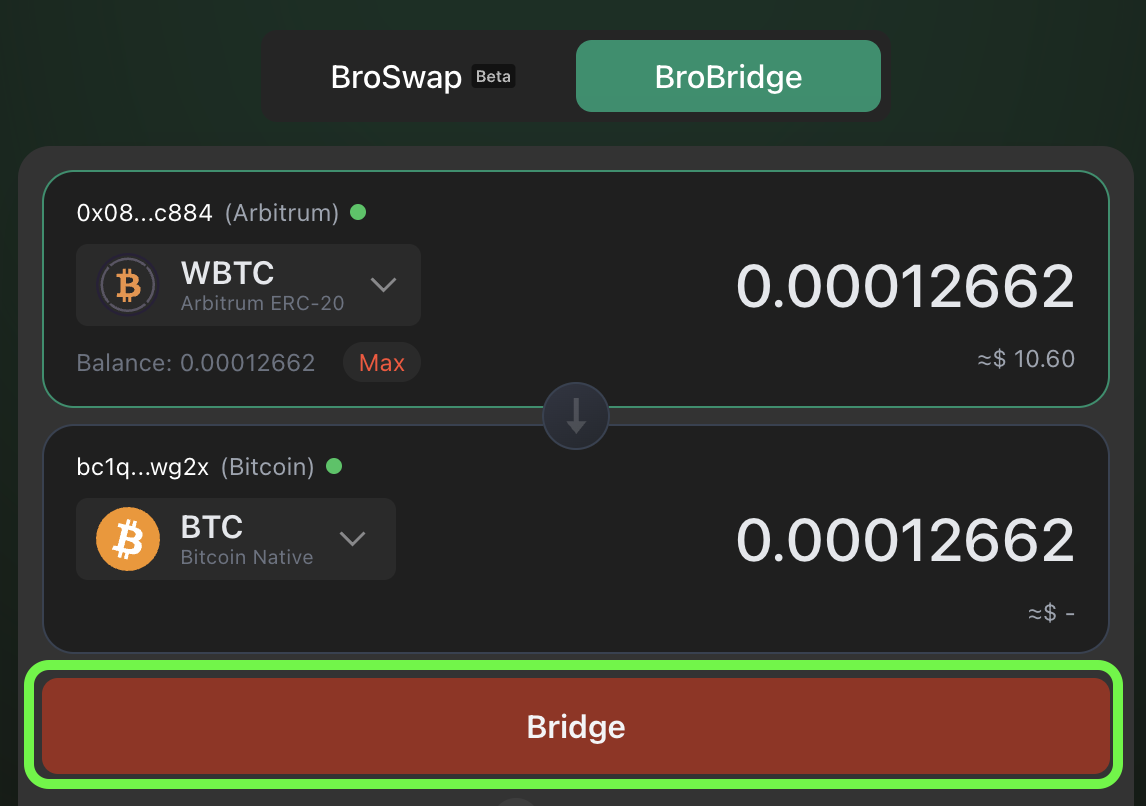 BroSwap Beta BroBridge
0x08...c884 (Arbitrum)
WBTC
Arbitrum ERC-20
0.00012662
Balance: 0.00012662 Max
≈$ 10.60
bc1q...wg2x (Bitcoin)
BTC
Bitcoin Native
0.00012662
≈$ -
Bridge